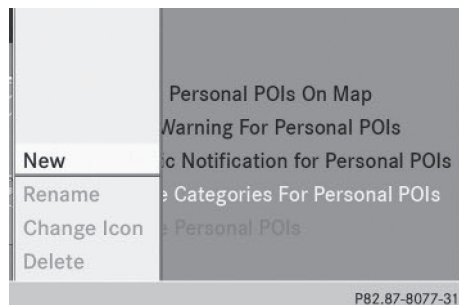 Personal POIs On Map
Warning For Personal POIs
New
ic Notification for Personal POIs
Rename
e Categories For Personal POIs
Change Icon
e Personal POIs
Delete
P82.87-8077-31